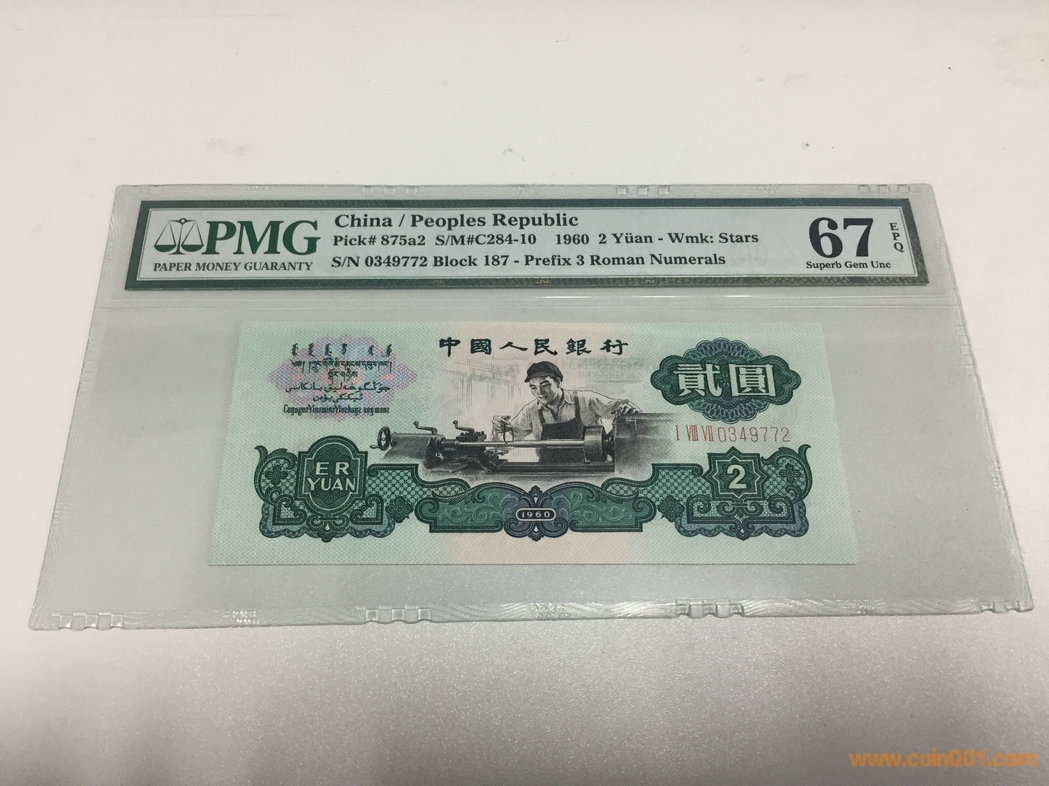 PMG
PAPER MONEY GUARANTY
China / Peoples Republic
Pick# 875a2 S/M#C284-10 1960 2 Yüan - Wmk: Stars
S/N 0349772 Block 187 - Prefix 3 Roman Numerals
67
EPQ
Superb Gem Unc
中國人民銀行
貳圓
I VIII VII 0349772
ER
YUAN
2
1960
www.coin001.com